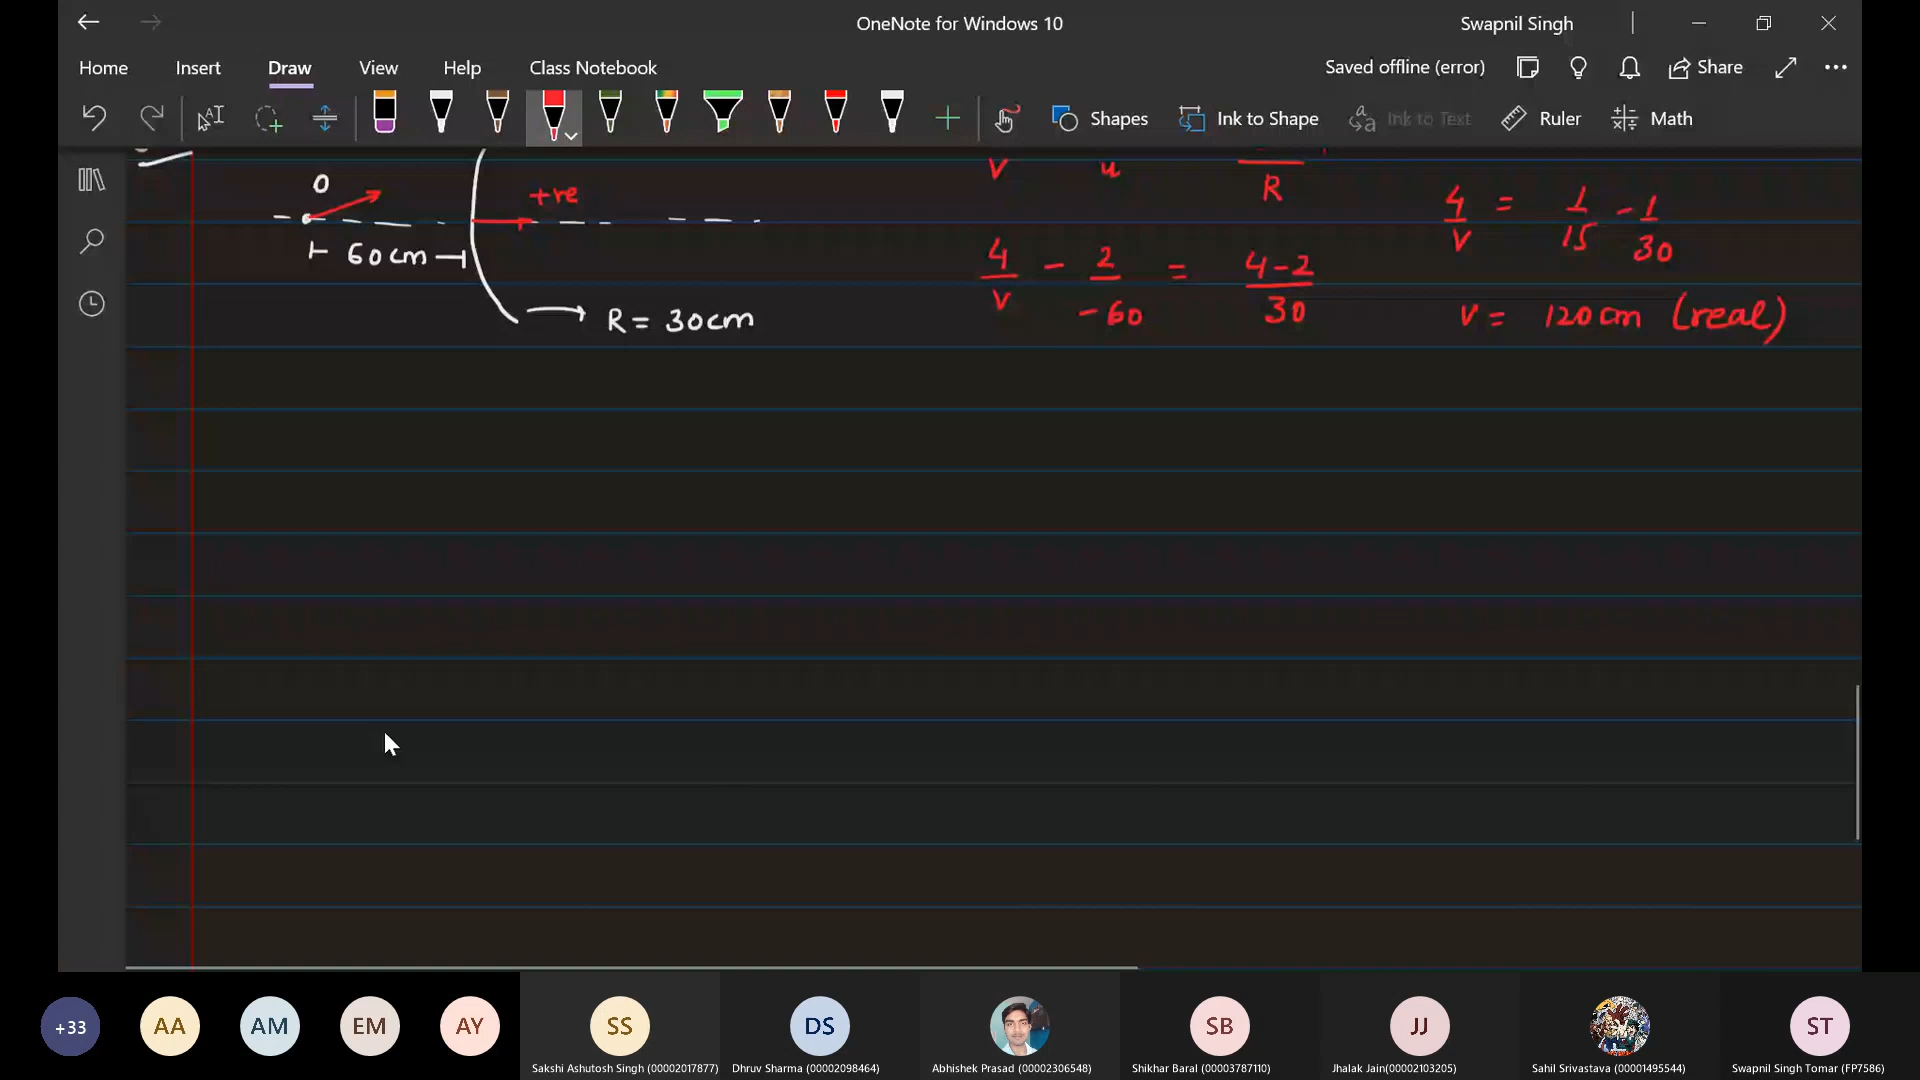 OneNote for Windows 10
Swapnil Singh
Home Insert Draw View Help Class Notebook
Saved offline (error)
Share
Shapes
Ink to Shape
Ink to Text
Ruler
Math
O
+ve
60cm
R = 30cm
v u R
4/v - 2/-60 = 4-2/30
4/v = 1/15 - 1/30
v = 120cm (real)
+33
AA
AM
EM
AY
SS
DS
SB
JJ
ST
Sakshi Ashutosh Singh (00002017877)
Dhruv Sharma (00002098464)
Abhishek Prasad (00002306548)
Shikhar Baral (00003787110)
Jhalak Jain(00002103205)
Sahil Srivastava (00001495544)
Swapnil Singh Tomar (FP7586)